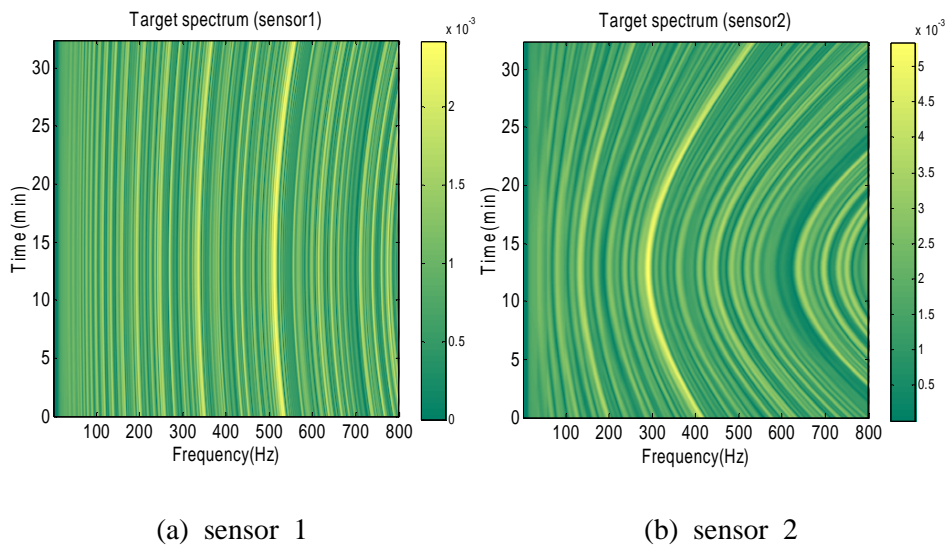 Target spectrum (sensor1)
x 10⁻³
30
25
20
15
10
5
0
Time(min)
100 200 300 400 500 600 700 800
Frequency(Hz)
2
1.5
1
0.5
0
Target spectrum (sensor2)
x 10⁻³
30
25
20
15
10
5
0
Time(min)
100 200 300 400 500 600 700 800
Frequency(Hz)
5
4.5
4
3.5
3
2.5
2
1.5
1
0.5
(a) sensor 1
(b) sensor 2